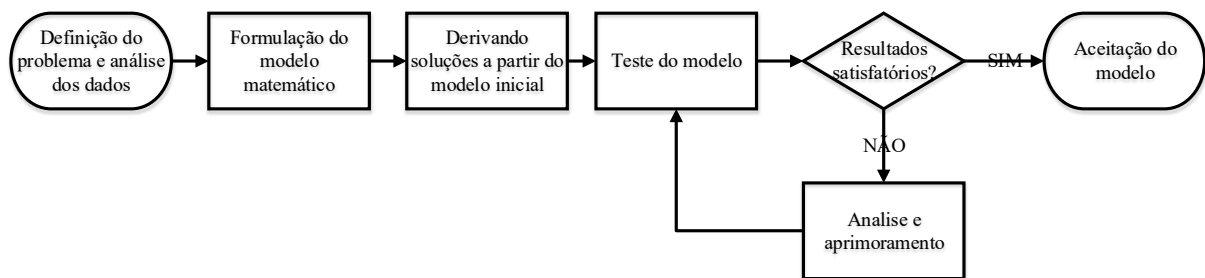 Definição do
problema e análise
dos dados
Formulação do
modelo
matemático
Derivando
soluções a partir do
modelo inicial
Teste do modelo
Resultados
satisfatórios?
SIM
Aceitação do
modelo
NÃO
Analise e
aprimoramento